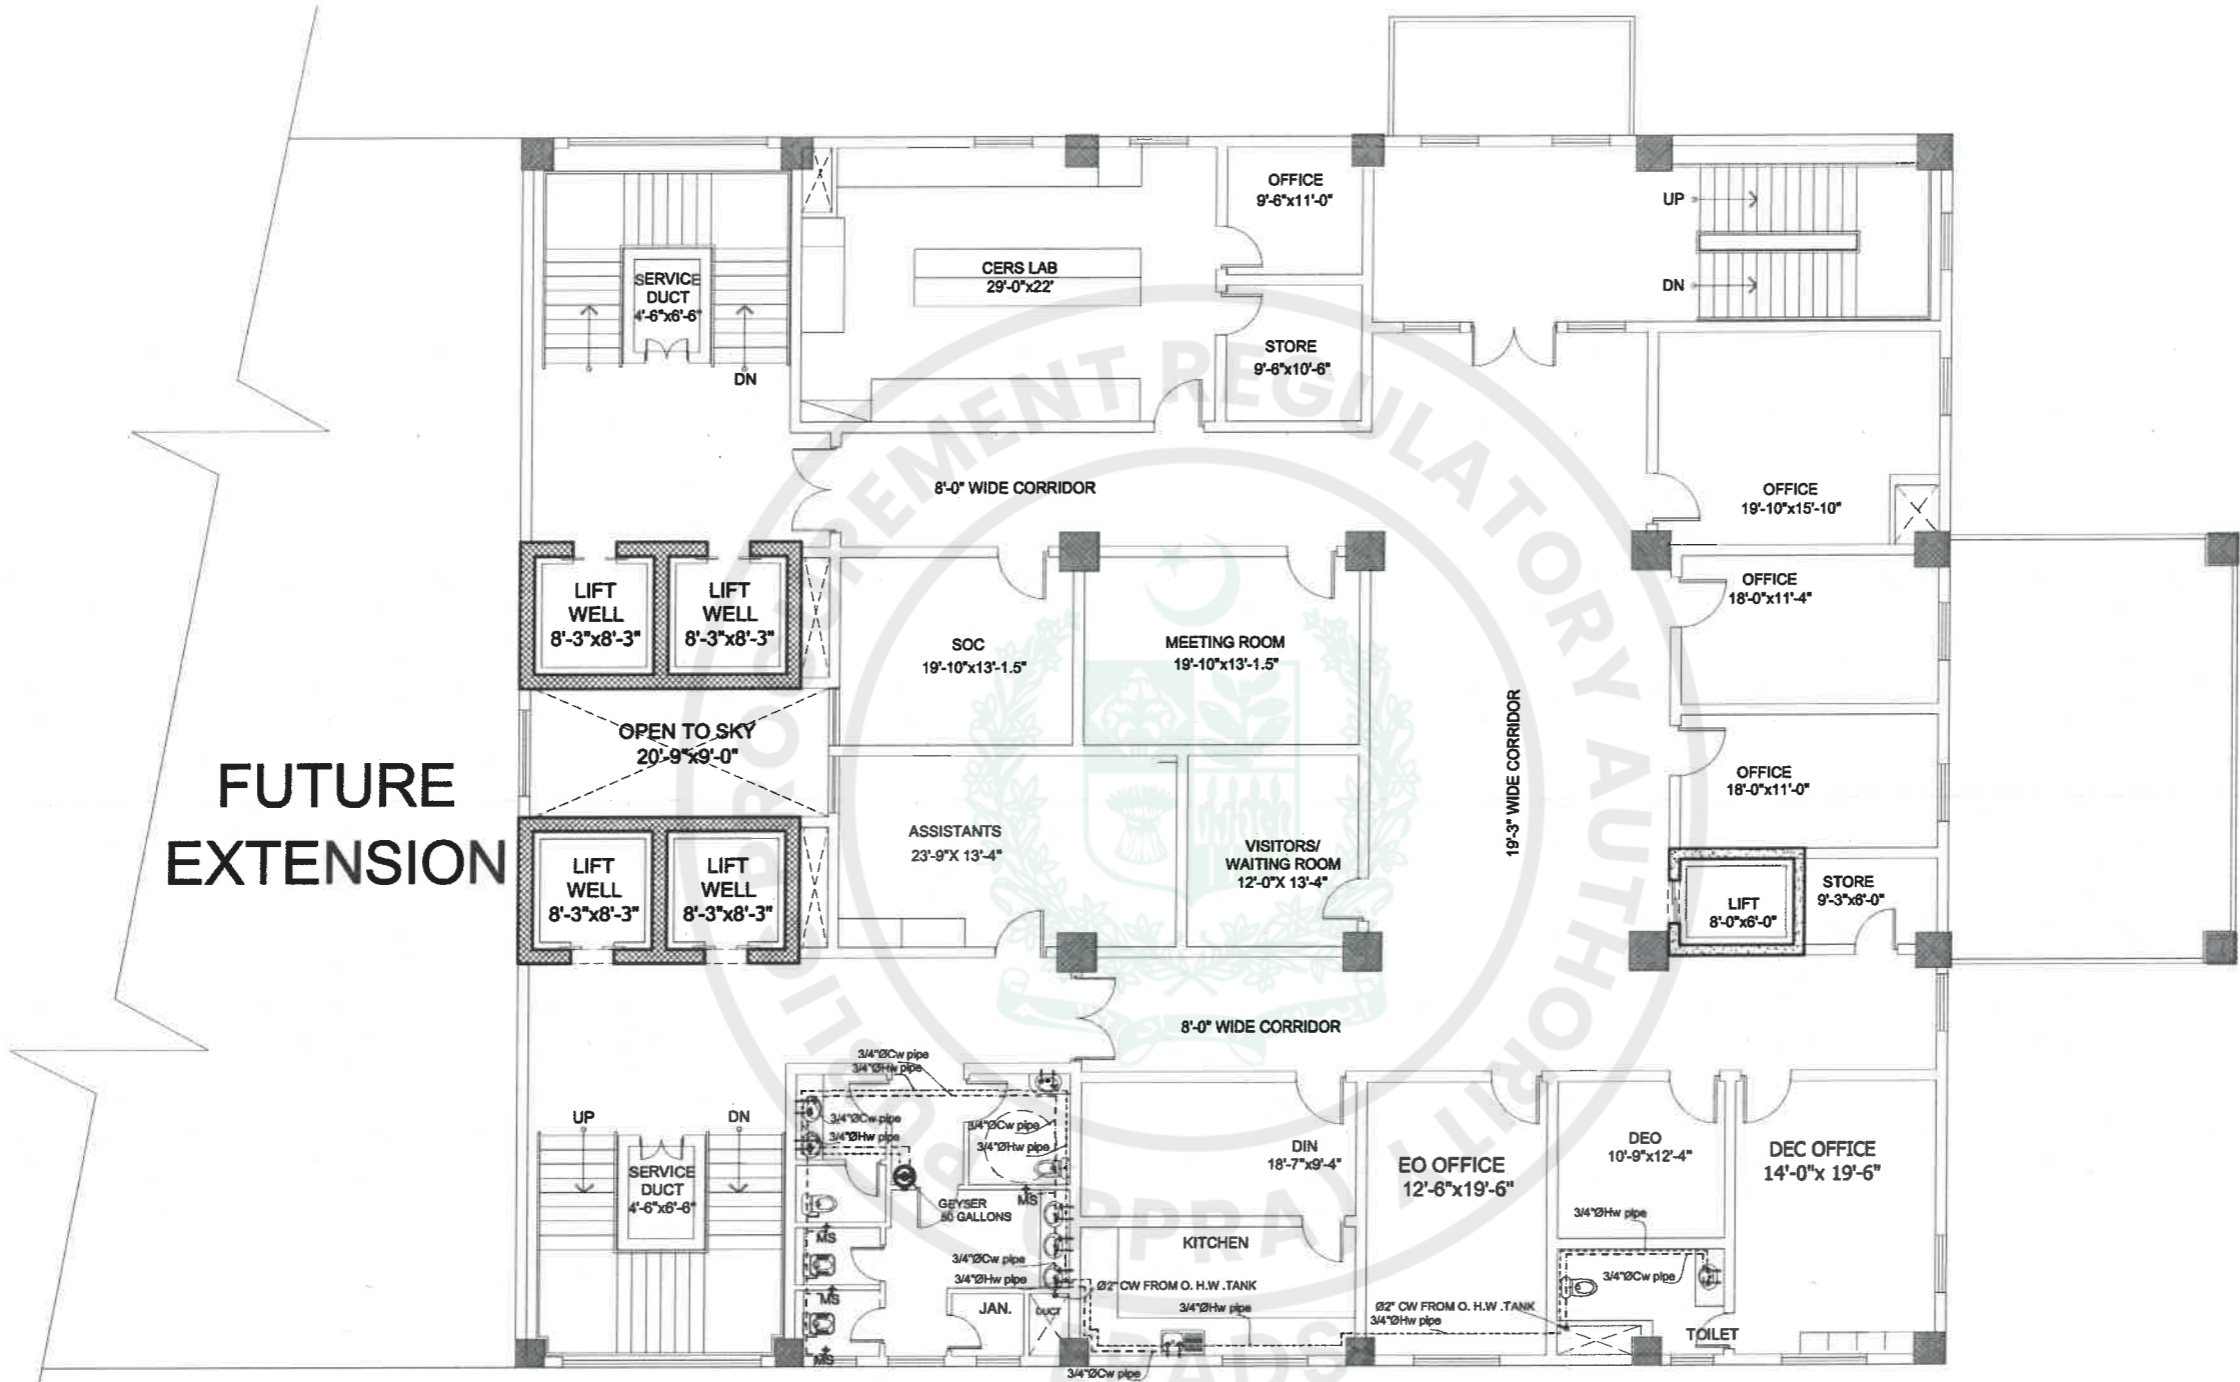 OFFICE
9'-6"x11'-0"
UP
DN
CERS LAB
29'-0"x22'
SERVICE
DUCT
4'-6"x6'-6"
DN
STORE
9'-6"x10'-6"
8'-0" WIDE CORRIDOR
OFFICE
19'-10"x15'-10"
LIFT
WELL
8'-3"x8'-3"
LIFT
WELL
8'-3"x8'-3"
SOC
19'-10"x13'-1.5"
MEETING ROOM
19'-10"x13'-1.5"
OFFICE
18'-0"x11'-4"
OPEN TO SKY
20'-9"x9'-0"
19'-3" WIDE CORRIDOR
OFFICE
18'-0"x11'-0"
FUTURE
EXTENSION
LIFT
WELL
8'-3"x8'-3"
LIFT
WELL
8'-3"x8'-3"
ASSISTANTS
23'-9"X 13'-4"
VISITORS/
WAITING ROOM
12'-0"X 13'-4"
LIFT
8'-0"x6'-0"
STORE
9'-3"x6'-0"
8'-0" WIDE CORRIDOR
3/4"ØCw pipe
3/4"ØHw pipe
UP
DN
SERVICE
DUCT
4'-6"x6'-6"
3/4"ØCw pipe
3/4"ØHw pipe
3/4"ØCw pipe
3/4"ØHw pipe
MS
GEYSER
50 GALLONS
MS
MS
MS
3/4"ØCw pipe
3/4"ØHw pipe
JAN.
DUCT
DIN
18'-7"x9'-4"
KITCHEN
Ø2" CW FROM O. H.W .TANK
3/4"ØHw pipe
3/4"ØCw pipe
EO OFFICE
12'-6"x19'-6"
DEO
10'-9"x12'-4"
DEC OFFICE
14'-0"x 19'-6"
3/4"ØHw pipe
3/4"ØCw pipe
Ø2" CW FROM O. H.W .TANK
3/4"ØHw pipe
TOILET
PUBLIC PROCUREMENT REGULATORY AUTHORITY
(PPRA)